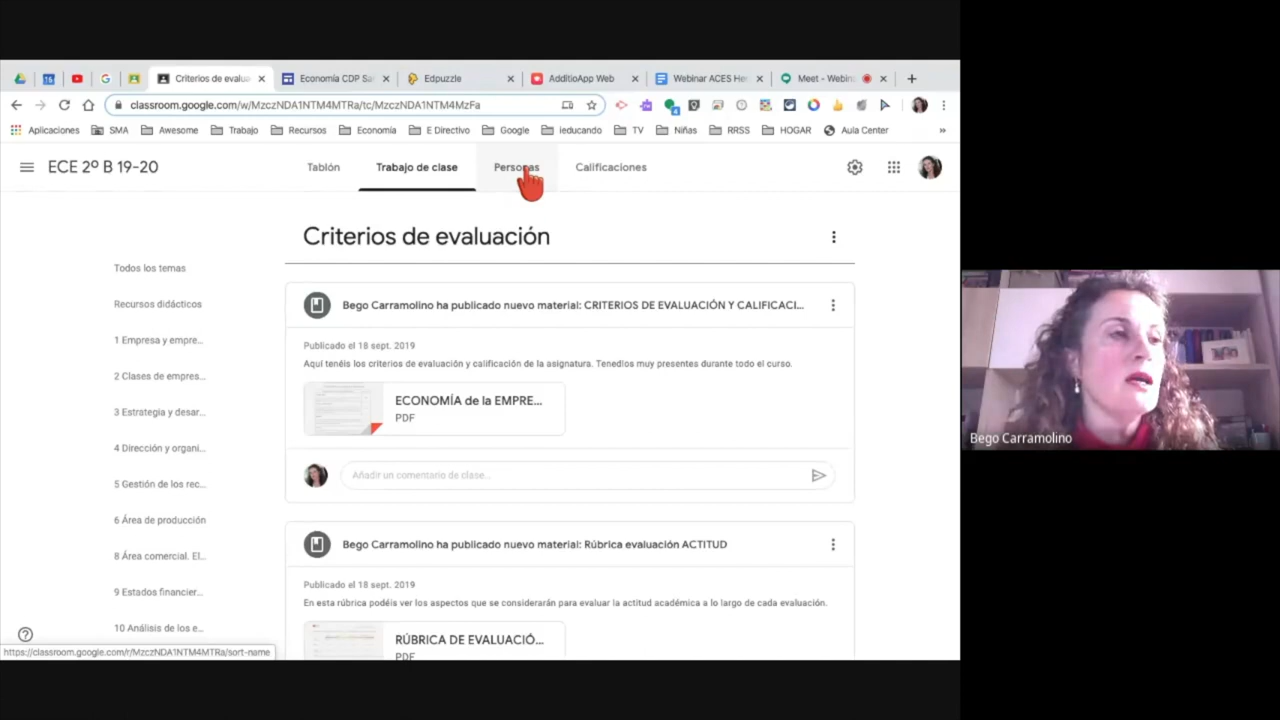 Criterios de evalua
Economía CDP Sa
Edpuzzle
AdditioApp Web
Webinar ACES Her
Meet - Webin
classroom.google.com/w/MzczNDA1NTM4MTRa/tc/MzczNDA1NTM4MzFa
Aplicaciones
SMA
Awesome
Trabajo
Recursos
Economía
E Directivo
Google
ieducando
TV
Niñas
RRSS
HOGAR
Aula Center
»
ECE 2º B 19-20
Tablón
Trabajo de clase
Personas
Calificaciones
Criterios de evaluación
Todos los temas
Recursos didácticos
1 Empresa y empre...
2 Clases de empres...
3 Estrategia y desar...
4 Dirección y organi...
5 Gestión de los rec...
6 Área de producción
8 Área comercial. El...
9 Estados financier...
10 Análisis de los e...
Bego Carramolino ha publicado nuevo material: CRITERIOS DE EVALUACIÓN Y CALIFICACI...
Publicado el 18 sept. 2019
Aquí tenéis los criterios de evaluación y calificación de la asignatura. Tenedlos muy presentes durante todo el curso.
ECONOMÍA de la EMPRE...
PDF
Añadir un comentario de clase...
Bego Carramolino ha publicado nuevo material: Rúbrica evaluación ACTITUD
Publicado el 18 sept. 2019
En esta rúbrica podéis ver los aspectos que se considerarán para evaluar la actitud académica a lo largo de cada evaluación.
RÚBRICA DE EVALUACIÓ...
PDF
https://classroom.google.com/r/MzczNDA1NTM4MTRa/sort-name
Bego Carramolino